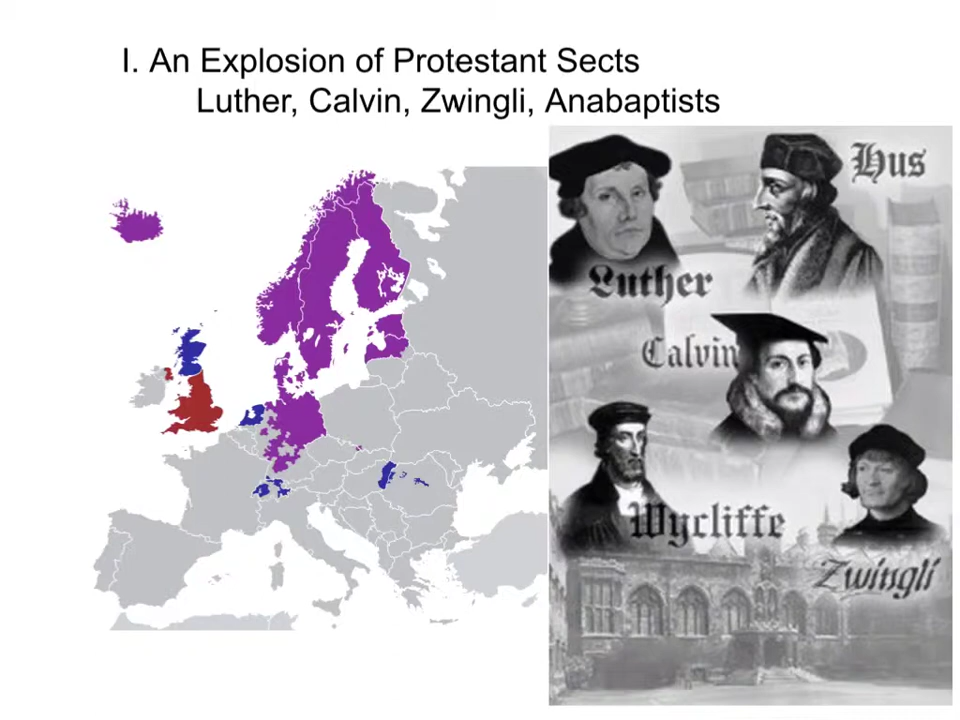 I. An Explosion of Protestant Sects
Luther, Calvin, Zwingli, Anabaptists
Hus
Luther
Calvin
Wycliffe
Zwingli